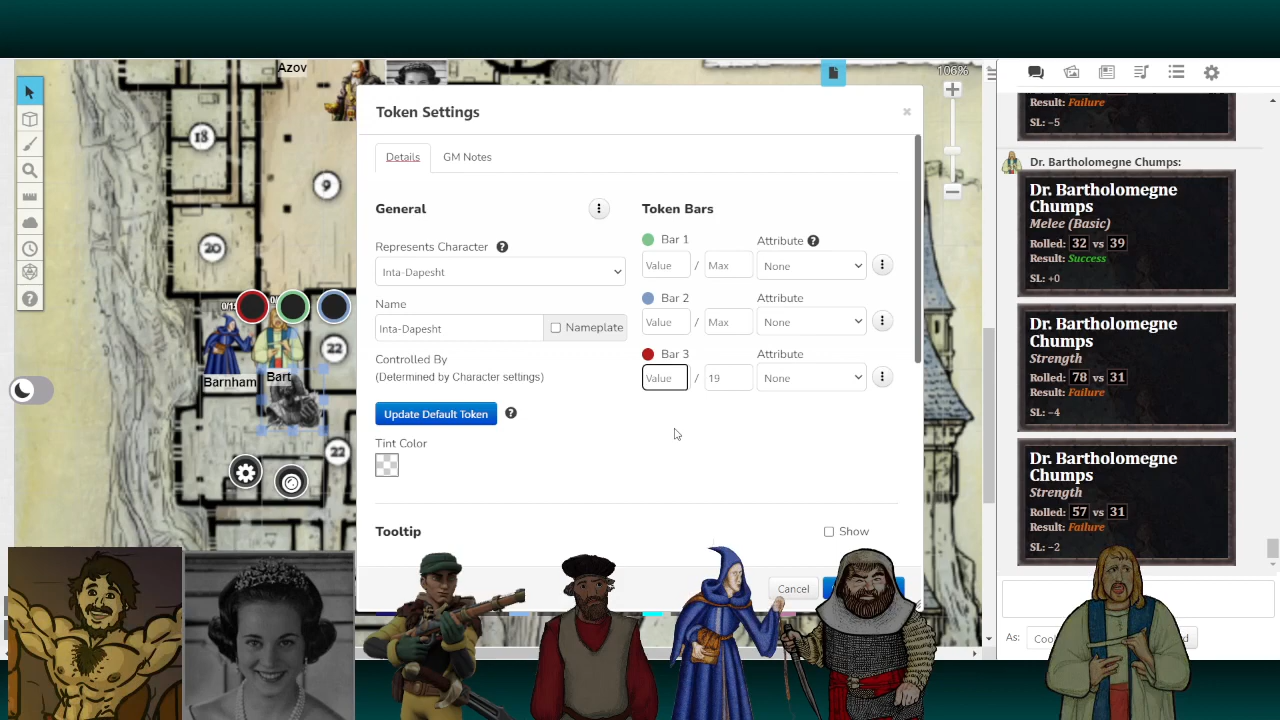 Azov
18
9
20
0/1
0/
22
Barnham
Bart
22
106%
Token Settings
×
Details
GM Notes
General
Token Bars
Represents Character ?
Inta-Dapesht
Name
Inta-Dapesht
Nameplate
Controlled By
(Determined by Character settings)
Update Default Token ?
Tint Color
Bar 1
Attribute ?
Value / Max
None
Bar 2
Attribute
Value / Max
None
Bar 3
Attribute
Value / 19
None
Tooltip
Show
Cancel
Result: Failure
SL: −5
Dr. Bartholomegne Chumps:
Dr. Bartholomegne
Chumps
Melee (Basic)
Rolled: 32 vs 39
Result: Success
SL: +0
Dr. Bartholomegne
Chumps
Strength
Rolled: 78 vs 31
Result: Failure
SL: −4
Dr. Bartholomegne
Chumps
Strength
Rolled: 57 vs 31
Result: Failure
SL: −2
As: